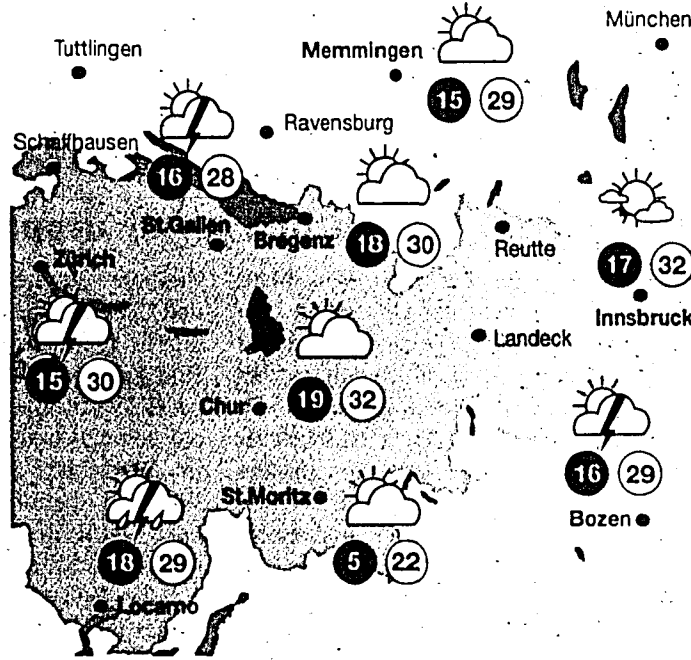 München
Tuttlingen
Memmingen
15 29
Ravensburg
Schaffhausen
16 28
St.Gallen
Bregenz
18 30
Reutte
17 32
Zürich
Innsbruck
Landeck
15 30
Chur
19 32
16 29
St.Moritz
Bozen
18 29
5 22
Locarno